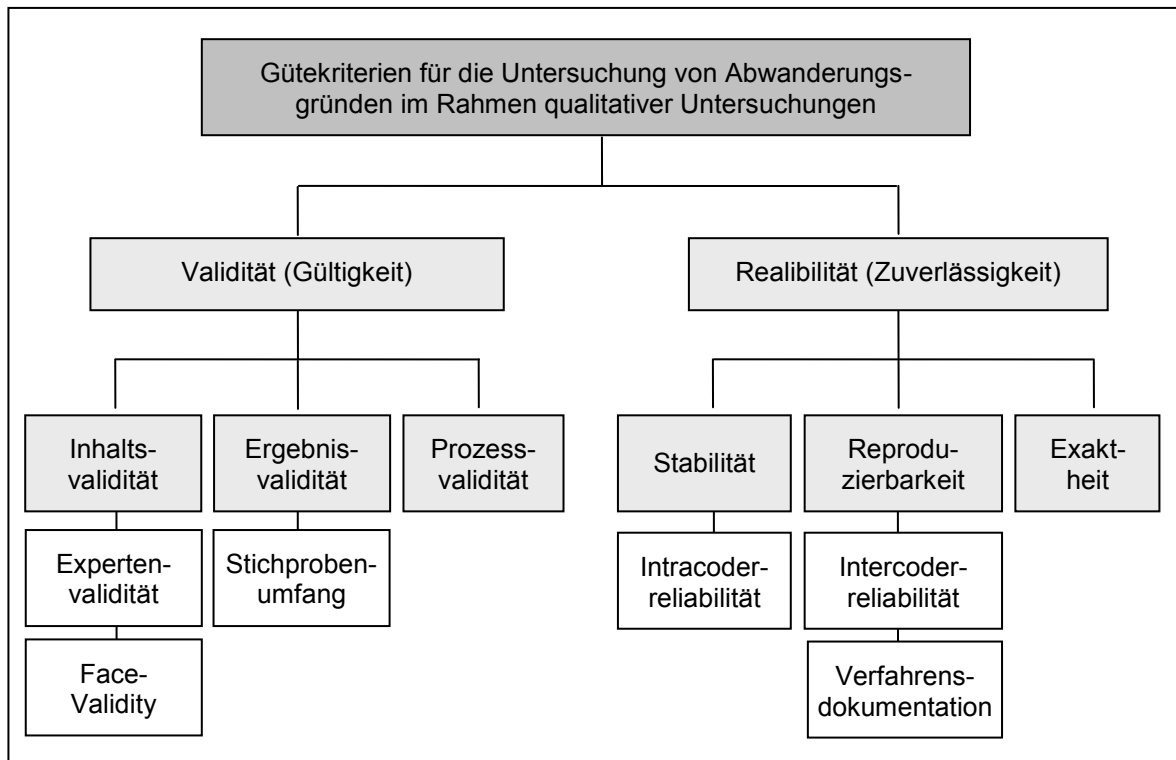 Gütekriterien für die Untersuchung von Abwanderungs-
gründen im Rahmen qualitativer Untersuchungen
Validität (Gültigkeit)
Realibilität (Zuverlässigkeit)
Inhalts-
validität
Ergebnis-
validität
Prozess-
validität
Stabilität
Reprodu-
zierbarkeit
Exakt-
heit
Experten-
validität
Stichproben-
umfang
Intracoder-
reliabilität
Intercoder-
reliabilität
Face-
Validity
Verfahrens-
dokumentation